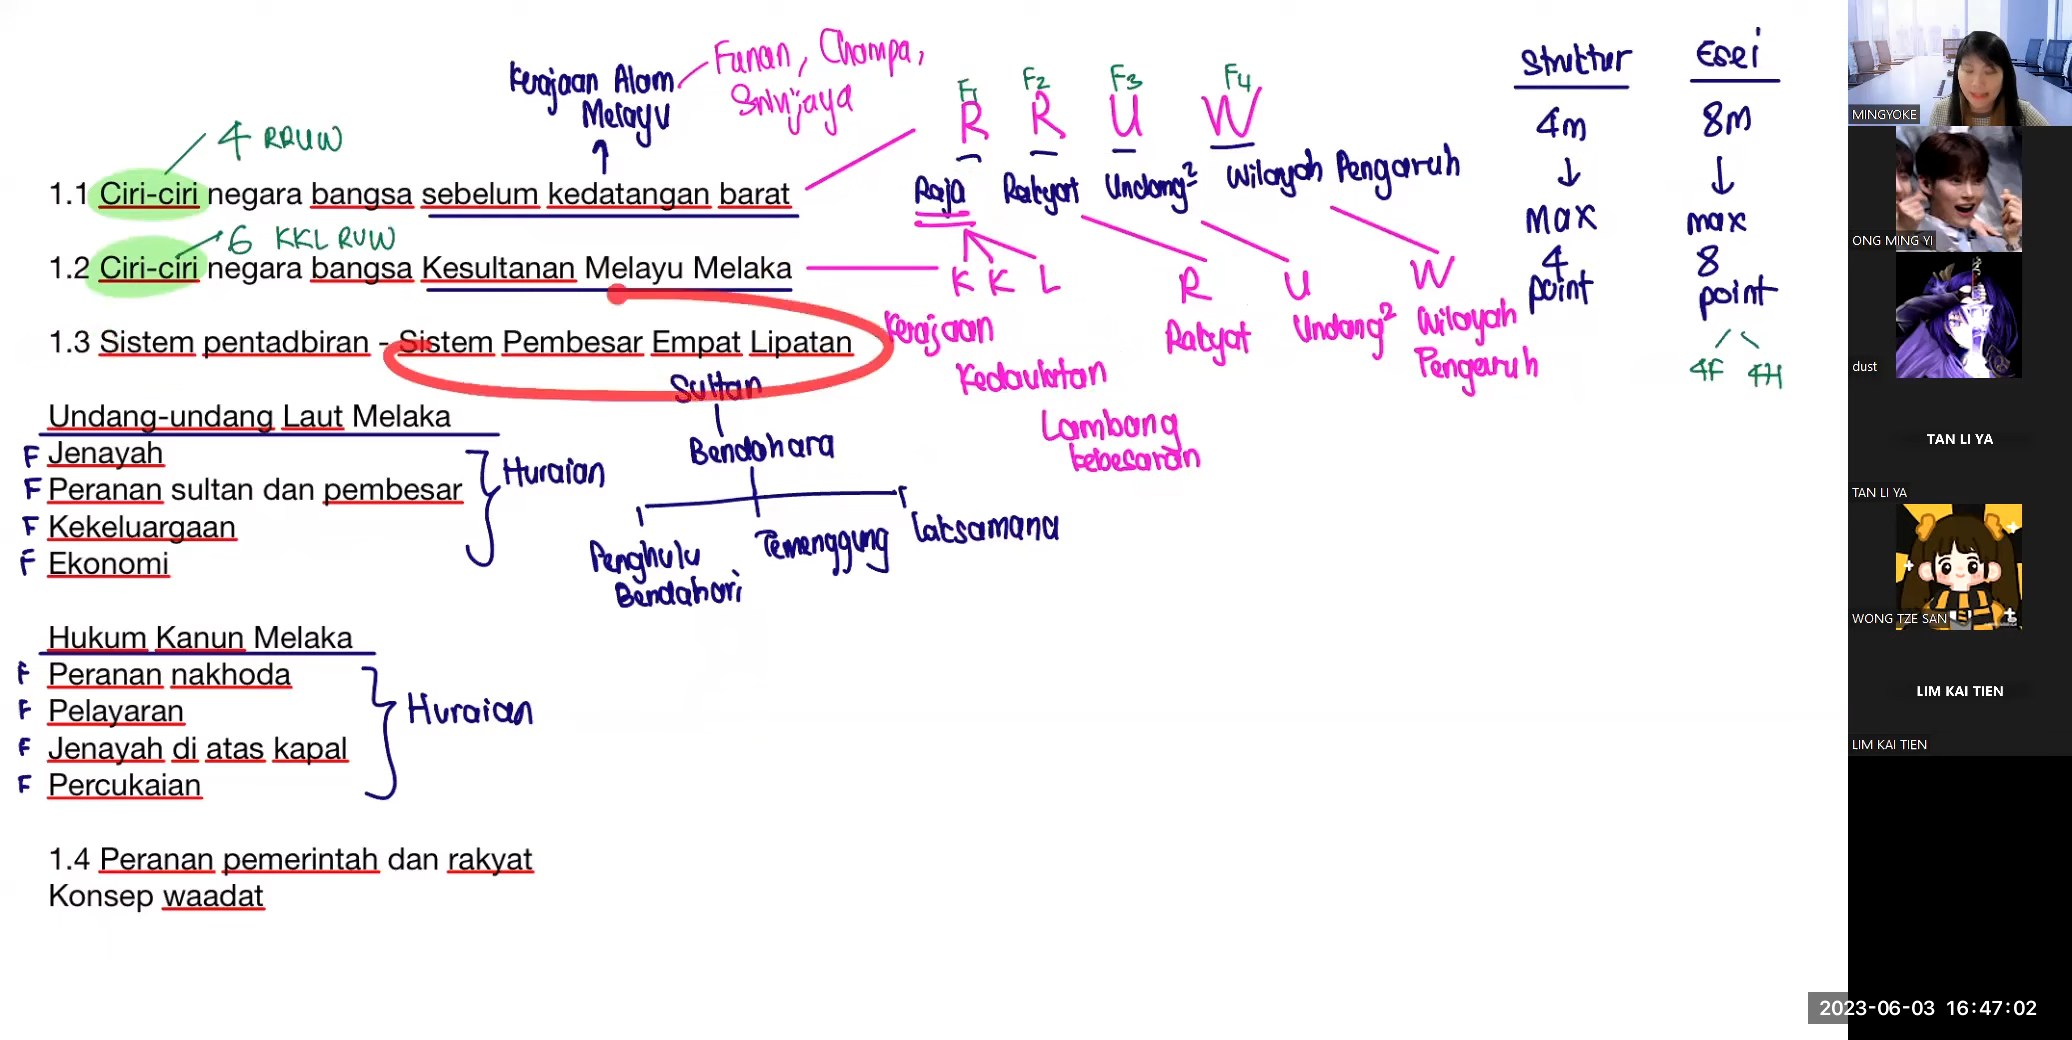 Kerajaan Alam Melayu
Funan, Champa, Srivijaya
4 RRUW
1.1 Ciri-ciri negara bangsa sebelum kedatangan barat
F1 F2 F3 F4
R R U W
Raja Rakyat Undang² Wilayah Pengaruh
6 KKL RUW
1.2 Ciri-ciri negara bangsa Kesultanan Melayu Melaka
K K L R U W
Kerajaan
Kedaulatan
Lambang kebesaran
Rakyat
Undang²
Wilayah Pengaruh
Struktur
4m
max
4
point
Esei
8m
max
8
point
4F 4H
1.3 Sistem pentadbiran - Sistem Pembesar Empat Lipatan
Sultan
Bendahara
Penghulu Bendahari
Temenggung
Laksamana
Undang-undang Laut Melaka
F Jenayah
F Peranan sultan dan pembesar
F Kekeluargaan
F Ekonomi
Huraian
Hukum Kanun Melaka
F Peranan nakhoda
F Pelayaran
F Jenayah di atas kapal
F Percukaian
Huraian
1.4 Peranan pemerintah dan rakyat
Konsep waadat
MINGYOKE
ONG MING YI
dust
TAN LI YA
TAN LI YA
WONG TZE SAN
LIM KAI TIEN
LIM KAI TIEN
2023-06-03 16:47:02